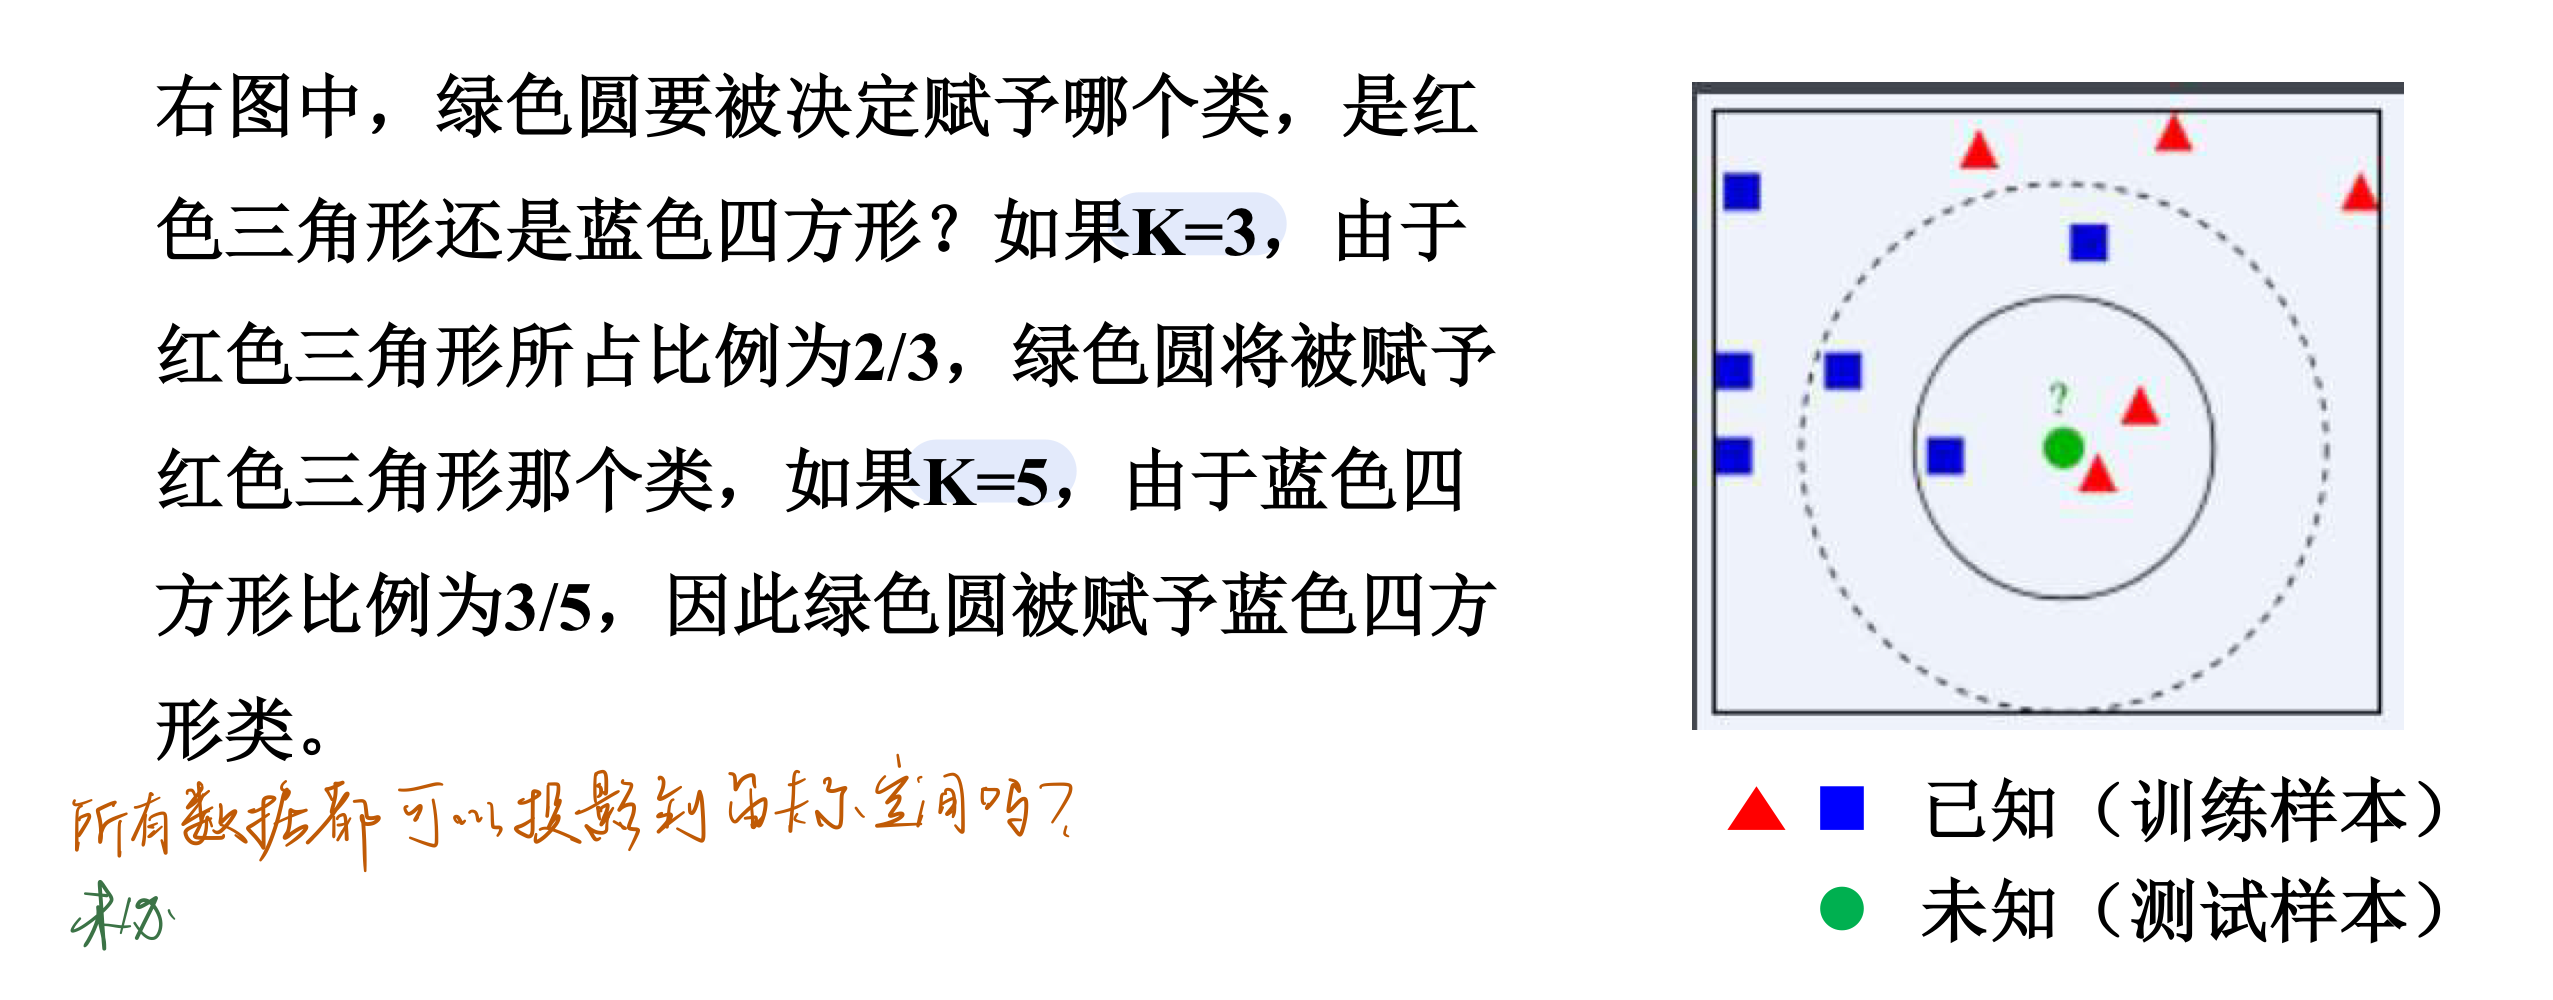 右图中，绿色圆要被决定赋予哪个类，是红
色三角形还是蓝色四方形？如果K=3，由于
红色三角形所占比例为2/3，绿色圆将被赋予
红色三角形那个类，如果K=5，由于蓝色四
方形比例为3/5，因此绿色圆被赋予蓝色四方
形类。
所有数据都可以投影到笛卡尔空间吗？
未必
?
已知（训练样本）
未知（测试样本）